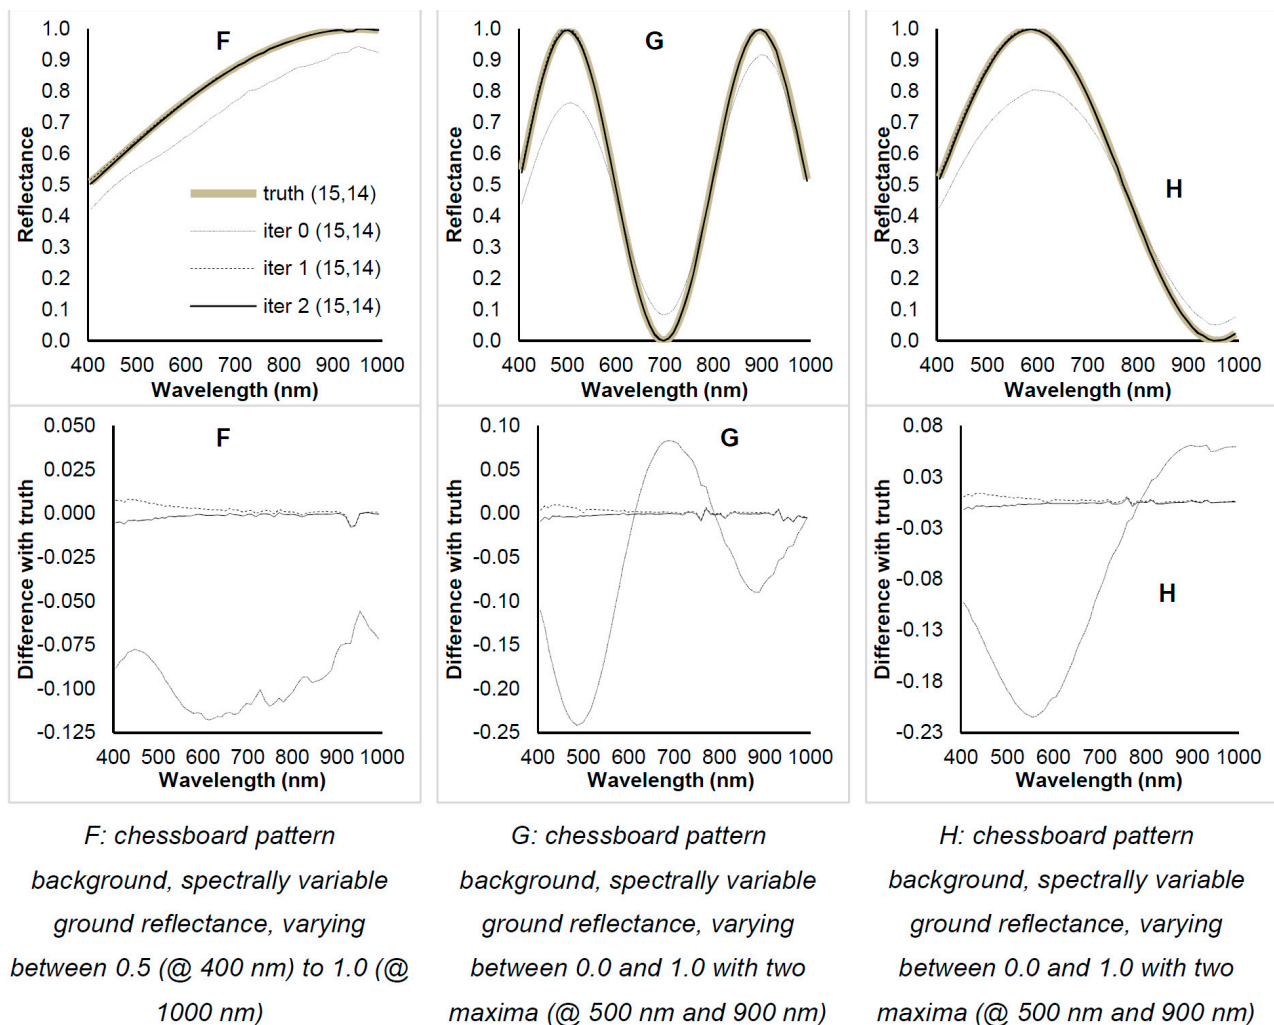 F
1.0
0.9
0.8
0.7
0.6
0.5
0.4
0.3
0.2
0.1
0.0
Reflectance
truth (15,14)
iter 0 (15,14)
iter 1 (15,14)
iter 2 (15,14)
400 500 600 700 800 900 1000
Wavelength (nm)
G
1.0
0.9
0.8
0.7
0.6
0.5
0.4
0.3
0.2
0.1
0.0
Reflectance
400 500 600 700 800 900 1000
Wavelength (nm)
H
1.0
0.9
0.8
0.7
0.6
0.5
0.4
0.3
0.2
0.1
0.0
Reflectance
400 500 600 700 800 900 1000
Wavelength (nm)
F
0.050
0.025
0.000
-0.025
-0.050
-0.075
-0.100
-0.125
Difference with truth
400 500 600 700 800 900 1000
Wavelength (nm)
G
0.10
0.05
0.00
-0.05
-0.10
-0.15
-0.20
-0.25
Difference with truth
400 500 600 700 800 900 1000
Wavelength (nm)
H
0.08
0.03
-0.03
-0.08
-0.13
-0.18
-0.23
Difference with truth
400 500 600 700 800 900 1000
Wavelength (nm)
F: chessboard pattern
background, spectrally variable
ground reflectance, varying
between 0.5 (@ 400 nm) to 1.0 (@
1000 nm)
G: chessboard pattern
background, spectrally variable
ground reflectance, varying
between 0.0 and 1.0 with two
maxima (@ 500 nm and 900 nm)
H: chessboard pattern
background, spectrally variable
ground reflectance, varying
between 0.0 and 1.0 with two
maxima (@ 500 nm and 900 nm)